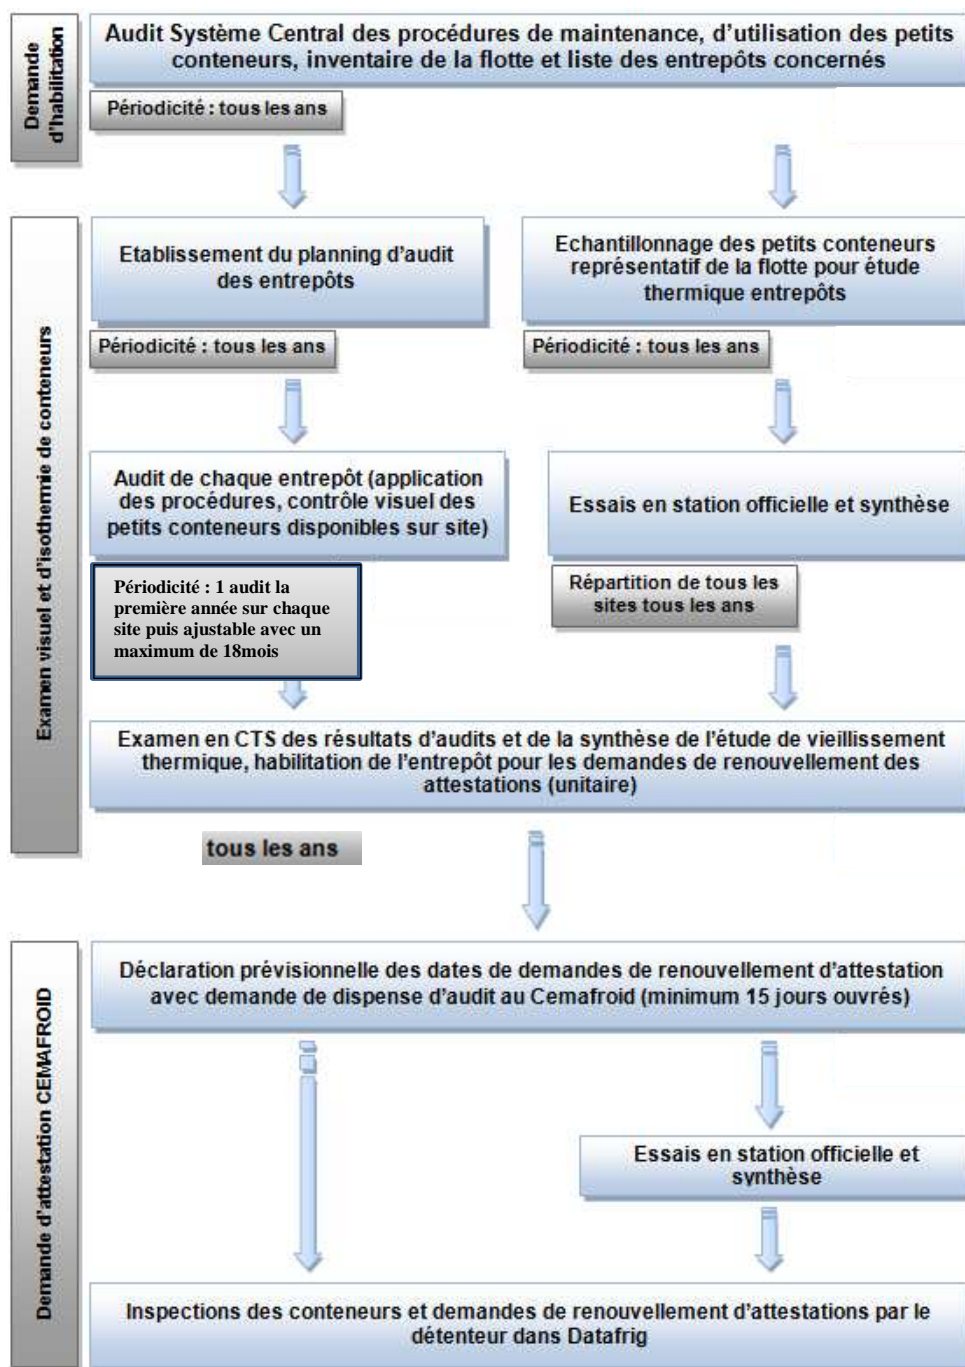 Demande
d'habilitation
Audit Système Central des procédures de maintenance, d'utilisation des petits
conteneurs, inventaire de la flotte et liste des entrepôts concernés
Périodicité : tous les ans
Examen visuel et d'isothermie de conteneurs
Etablissement du planning d'audit
des entrepôts
Périodicité : tous les ans
Echantillonnage des petits conteneurs
représentatif de la flotte pour étude
thermique entrepôts
Périodicité : tous les ans
Audit de chaque entrepôt (application
des procédures, contrôle visuel des
petits conteneurs disponibles sur site)
Périodicité : 1 audit la
première année sur chaque
site puis ajustable avec un
maximum de 18mois
Essais en station officielle et synthèse
Répartition de tous les
sites tous les ans
Examen en CTS des résultats d'audits et de la synthèse de l'étude de vieillissement
thermique, habilitation de l'entrepôt pour les demandes de renouvellement des
attestations (unitaire)
tous les ans
Demande d'attestation CEMAFROID
Déclaration prévisionnelle des dates de demandes de renouvellement d'attestation
avec demande de dispense d'audit au Cemafroid (minimum 15 jours ouvrés)
Essais en station officielle et
synthèse
Inspections des conteneurs et demandes de renouvellement d'attestations par le
détenteur dans Datafrig